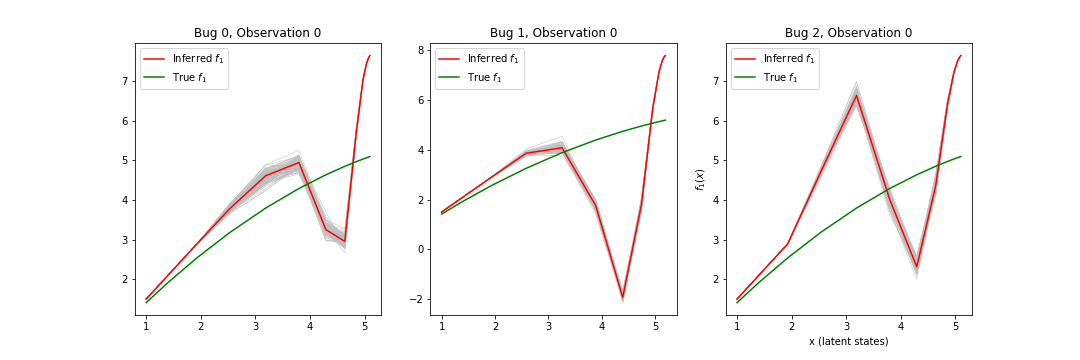 Bug 0, Observation 0
Inferred f₁
True f₁
7
6
5
4
3
2
1 2 3 4 5
Bug 1, Observation 0
Inferred f₁
True f₁
8
6
4
2
0
−2
1 2 3 4 5
Bug 2, Observation 0
Inferred f₁
True f₁
f₁(x)
7
6
5
4
3
2
1 2 3 4 5
x (latent states)